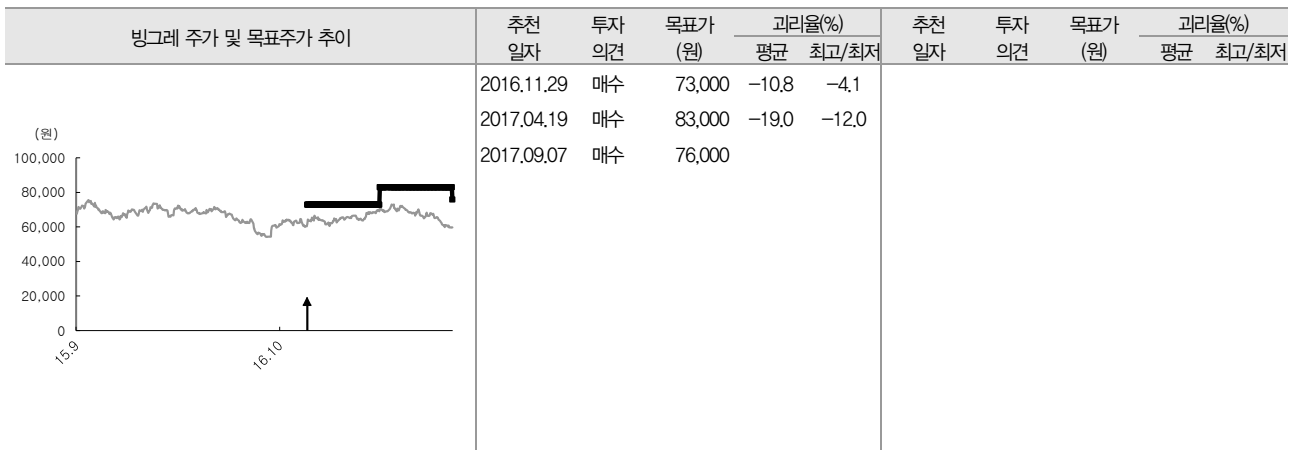 빙그레 주가 및 목표주가 추이
추천 투자 목표가 괴리율(%)
일자 의견 (원) 평균 최고/최저
추천 투자 목표가 괴리율(%)
일자 의견 (원) 평균 최고/최저
2016.11.29 매수 73,000 -10.8 -4.1
2017.04.19 매수 83,000 -19.0 -12.0
2017.09.07 매수 76,000
(원)
100,000
80,000
60,000
40,000
20,000
0
15.9
16.10